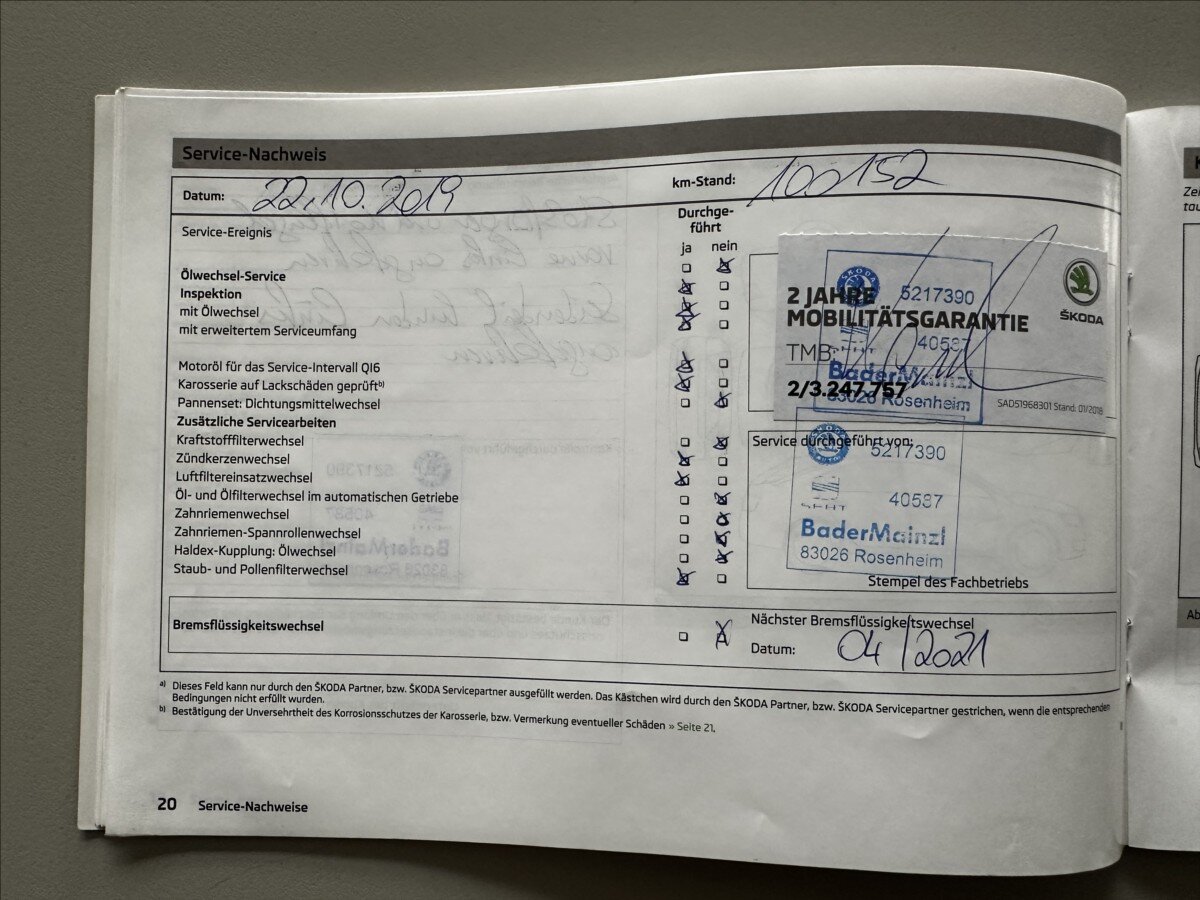 Service-Nachweis
Datum: 22.10.2019
km-Stand: 100152
Service-Ereignis
Durchge-
führt
ja nein
Ölwechsel-Service
Inspektion
mit Ölwechsel
mit erweitertem Serviceumfang
Motoröl für das Service-Intervall QI6
Karosserie auf Lackschäden geprüft b)
Pannenset: Dichtungsmittelwechsel
Zusätzliche Servicearbeiten
Kraftstofffilterwechsel
Zündkerzenwechsel
Luftfiltereinsatzwechsel
Öl- und Ölfilterwechsel im automatischen Getriebe
Zahnriemenwechsel
Zahnriemen-Spannrollenwechsel
Haldex-Kupplung: Ölwechsel
Staub- und Pollenfilterwechsel
2 JAHRE
MOBILITÄTSGARANTIE
TMB
2/3.247.757
ŠKODA
SAD51968301 Stand: 01/2018
ŠKODA
5217390
40587
BaderMainzl
83026 Rosenheim
Service durchgeführt von:
ŠKODA
AUTO
5217390
SEAT
40587
BaderMainzl
83026 Rosenheim
Stempel des Fachbetriebs
Bremsflüssigkeitswechsel
Nächster Bremsflüssigkeitswechsel
Datum: 04/2021
a) Dieses Feld kann nur durch den ŠKODA Partner, bzw. ŠKODA Servicepartner ausgefüllt werden. Das Kästchen wird durch den ŠKODA Partner, bzw. ŠKODA Servicepartner gestrichen, wenn die entsprechenden
Bedingungen nicht erfüllt wurden.
b) Bestätigung der Unversehrtheit des Korrosionsschutzes der Karosserie, bzw. Vermerkung eventueller Schäden » Seite 21.
20 Service-Nachweise